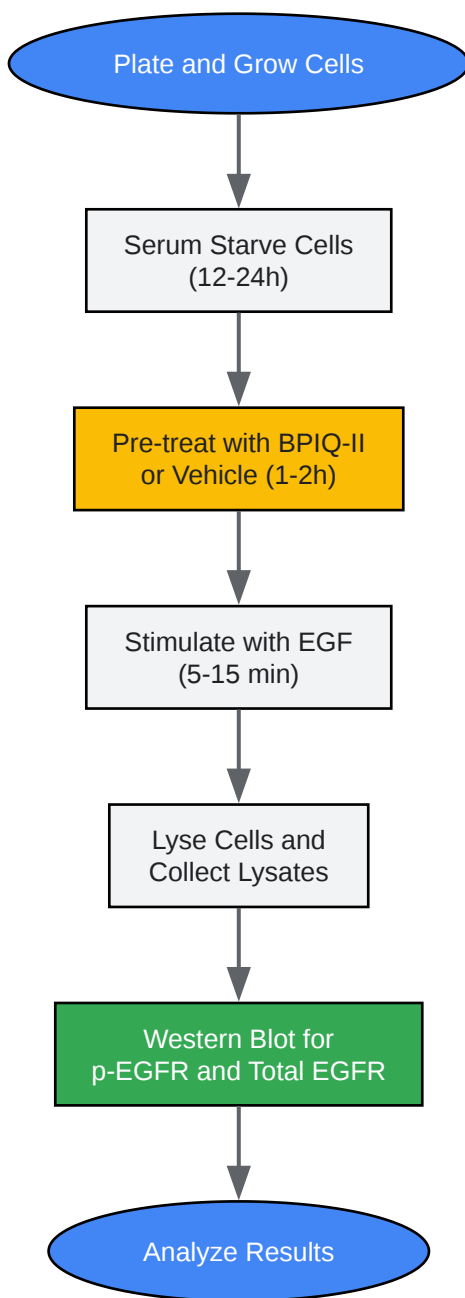 Plate and Grow Cells
Serum Starve Cells
(12-24h)
Pre-treat with BPIQ-II
or Vehicle (1-2h)
Stimulate with EGF
(5-15 min)
Lyse Cells and
Collect Lysates
Western Blot for
p-EGFR and Total EGFR
Analyze Results